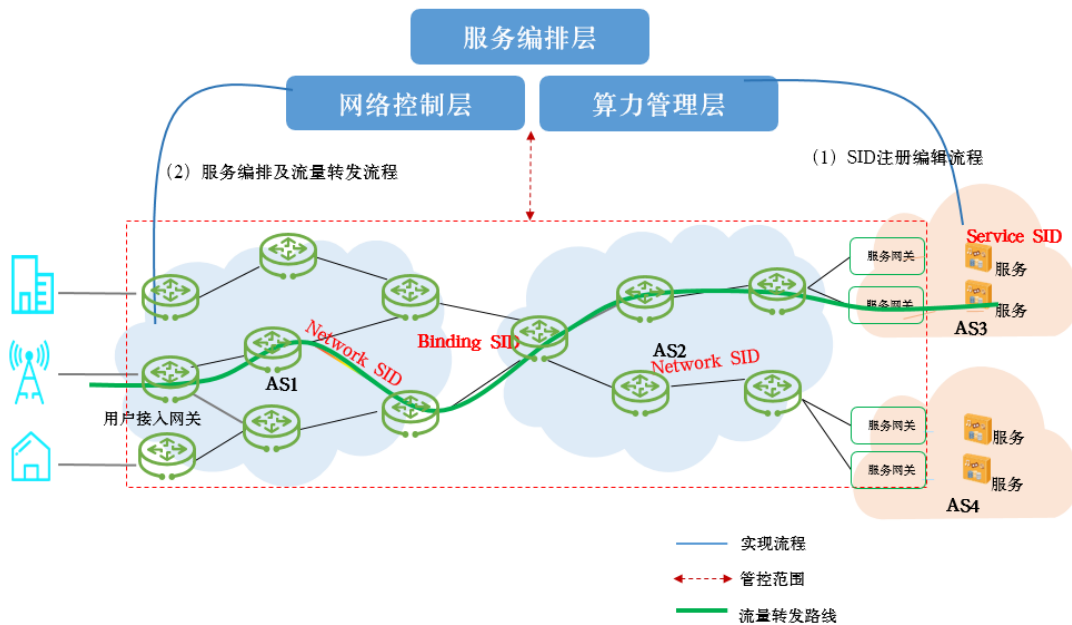 服务编排层
网络控制层
算力管理层
(1) SID注册编辑流程
(2) 服务编排及流量转发流程
Service SID
服务网关
服务
服务网关
服务
AS3
Network SID
Binding SID
AS2
Network SID
AS1
用户接入网关
服务网关
服务
服务网关
服务
AS4
实现流程
管控范围
流量转发路线